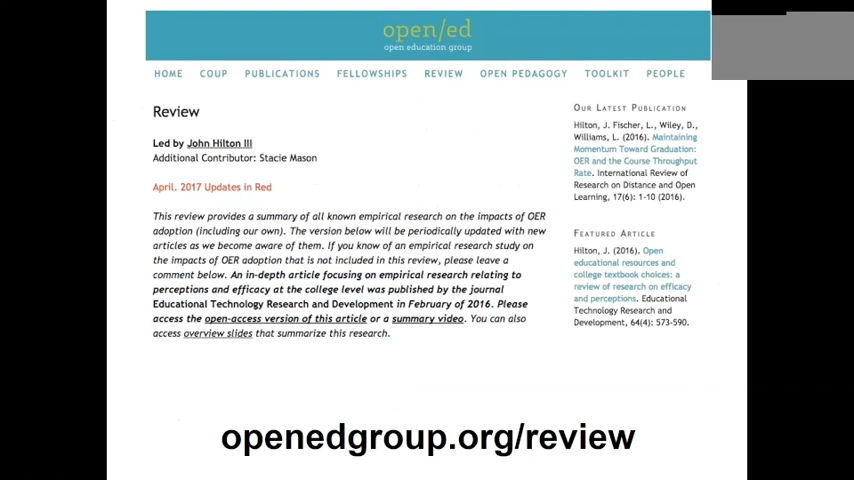 open/ed
open education group
HOME COUP PUBLICATIONS FELLOWSHIPS REVIEW OPEN PEDAGOGY TOOLKIT PEOPLE
Review
Led by John Hilton III
Additional Contributor: Stacie Mason
April. 2017 Updates in Red
This review provides a summary of all known empirical research on the impacts of OER
adoption (including our own). The version below will be periodically updated with new
articles as we become aware of them. If you know of an empirical research study on
the impacts of OER adoption that is not included in this review, please leave a
comment below. An in-depth article focusing on empirical research relating to
perceptions and efficacy at the college level was published by the journal
Educational Technology Research and Development in February of 2016. Please
access the open-access version of this article or a summary video. You can also
access overview slides that summarize this research.
Our Latest Publication
Hilton, J. Fischer, L., Wiley, D.,
Williams, L. (2016). Maintaining
Momentum Toward Graduation:
OER and the Course Throughput
Rate. International Review of
Research on Distance and Open
Learning, 17(6): 1-10 (2016).
Featured Article
Hilton, J. (2016). Open
educational resources and
college textbook choices: a
review of research on efficacy
and perceptions. Educational
Technology Research and
Development, 64(4): 573-590.
openedgroup.org/review